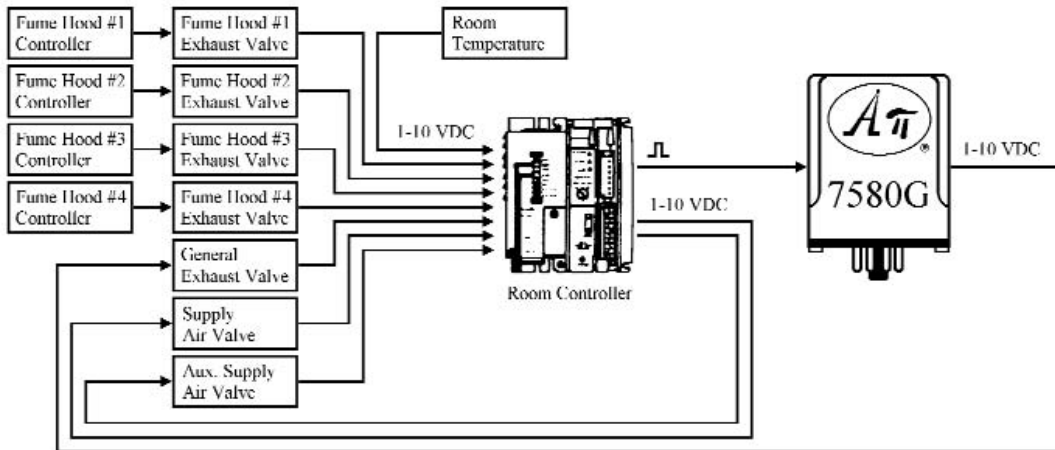 Fume Hood #1
Controller
Fume Hood #1
Exhaust Valve
Room
Temperature
Fume Hood #2
Controller
Fume Hood #2
Exhaust Valve
Fume Hood #3
Controller
Fume Hood #3
Exhaust Valve
1-10 VDC
Fume Hood #4
Controller
Fume Hood #4
Exhaust Valve
General
Exhaust Valve
Supply
Air Valve
Aux. Supply
Air Valve
Room Controller
1-10 VDC
Aπ
®
7580G
1-10 VDC